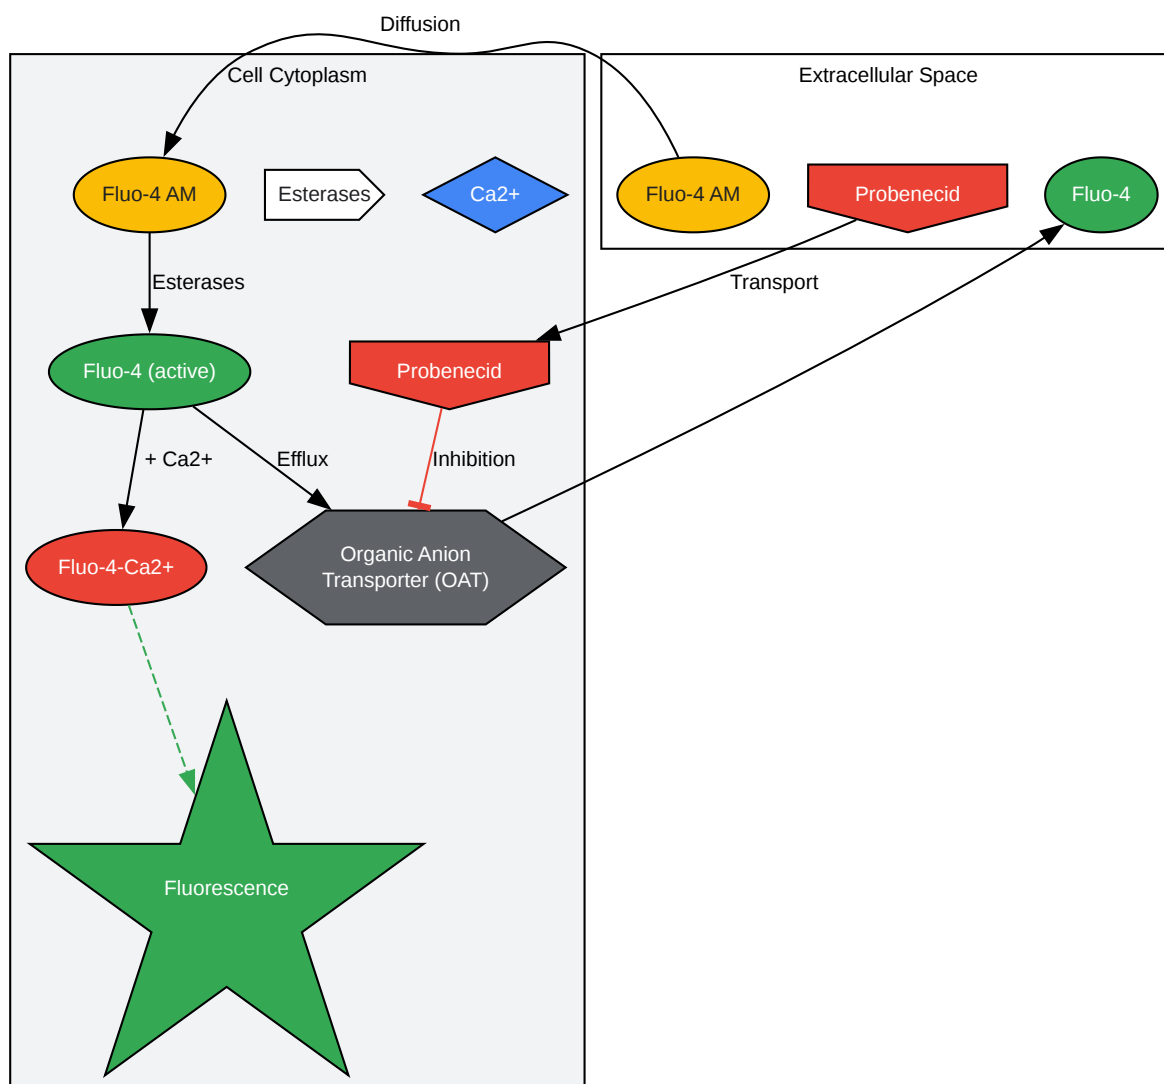 Diffusion
Cell Cytoplasm
Extracellular Space
Fluo-4 AM
Esterases
Ca2+
Fluo-4 AM
Probenecid
Fluo-4
Esterases
Transport
Fluo-4 (active)
Probenecid
+ Ca2+
Efflux
Inhibition
Fluo-4-Ca2+
Organic Anion
Transporter (OAT)
Fluorescence